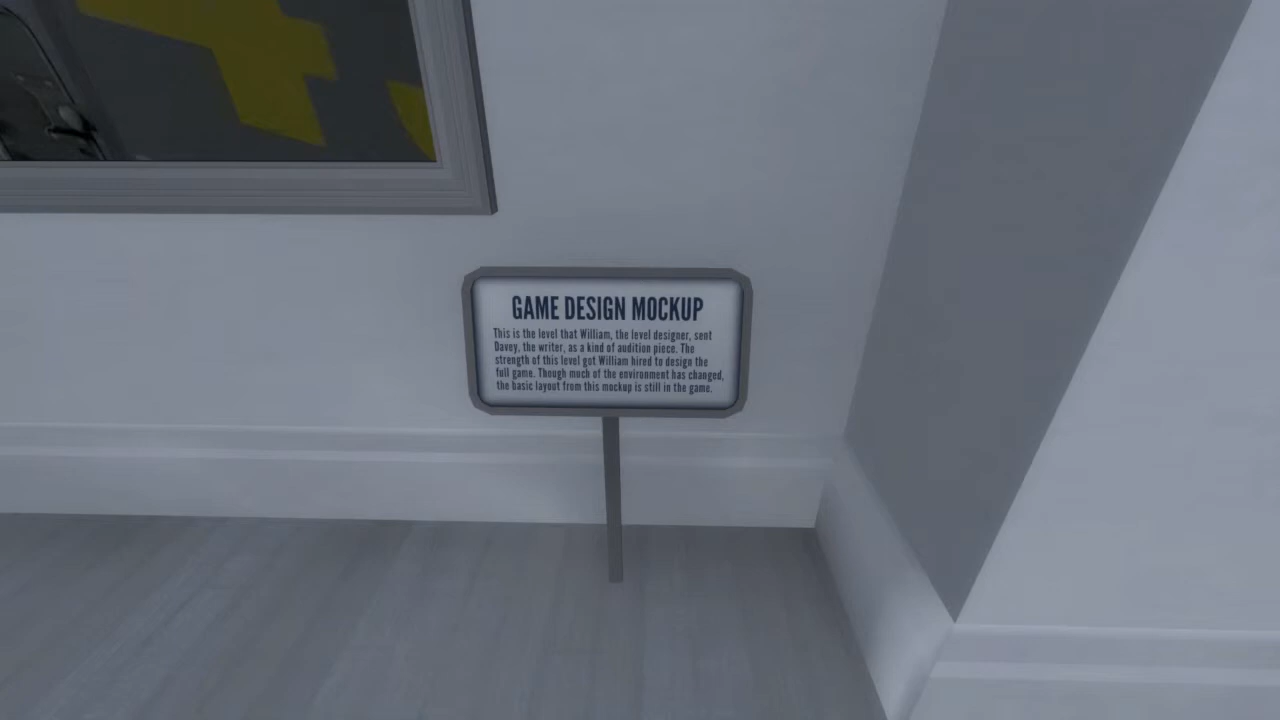 GAME DESIGN MOCKUP
This is the level that William, the level designer, sent
Davey, the writer, as a kind of audition piece. The
strength of this level got William hired to design the
full game. Though much of the environment has changed,
the basic layout from this mockup is still in the game.